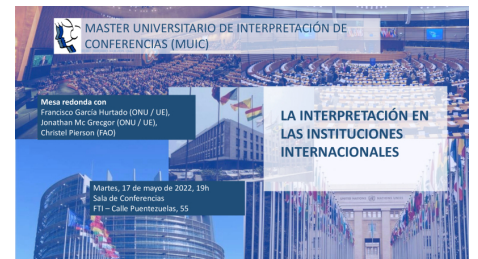 MASTER UNIVERSITARIO DE INTERPRETACIÓN DE
CONFERENCIAS (MUIC)
Mesa redonda con
Francisco García Hurtado (ONU / UE),
Jonathan Mc Grecgor (ONU / UE),
Christel Pierson (FAO)
LA INTERPRETACIÓN EN
LAS INSTITUCIONES
INTERNACIONALES
Martes, 17 de mayo de 2022, 19h
Sala de Conferencias
FTI – Calle Puentezuelas, 55